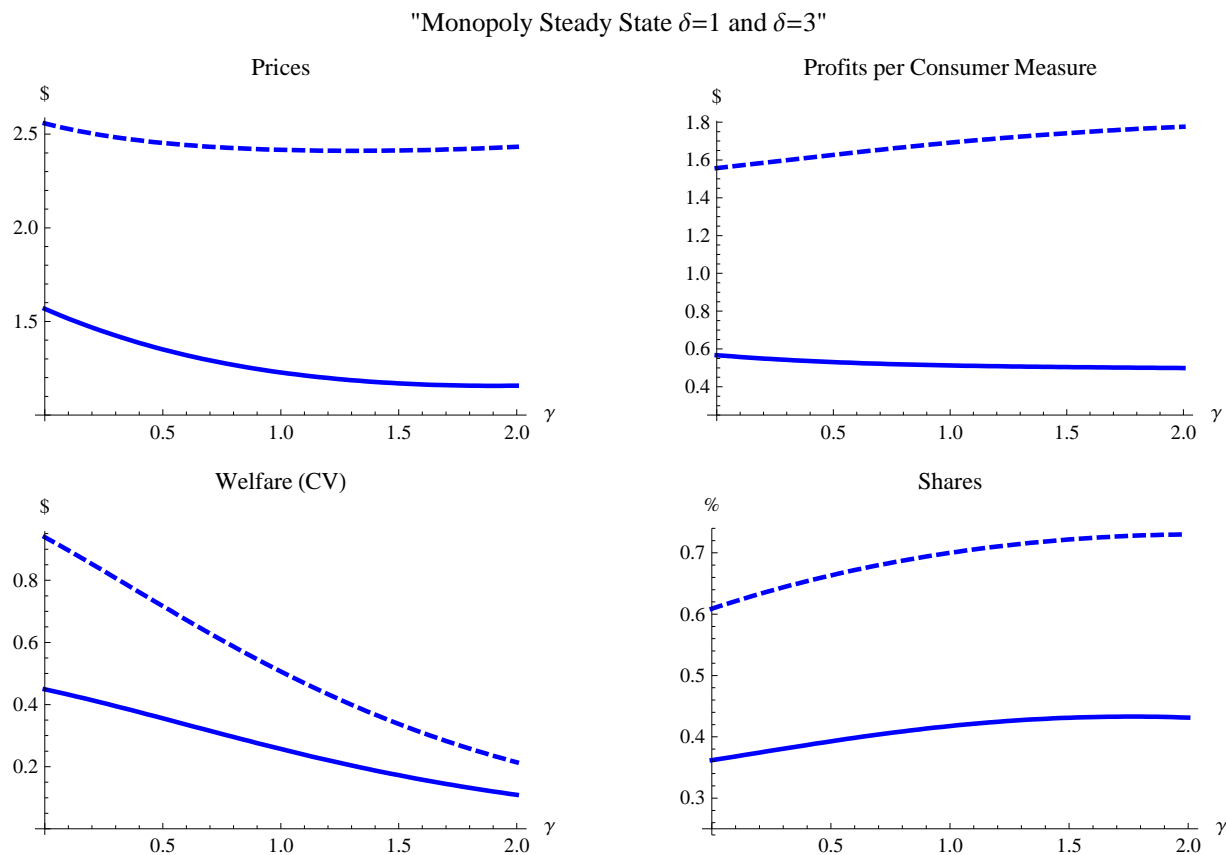 "Monopoly Steady State δ=1 and δ=3"
Prices
$
2.5
2.0
1.5
0.5 1.0 1.5 2.0 γ
Profits per Consumer Measure
$
1.8
1.6
1.4
1.2
1.0
0.8
0.6
0.4
0.5 1.0 1.5 2.0 γ
Welfare (CV)
$
0.8
0.6
0.4
0.2
0.5 1.0 1.5 2.0 γ
Shares
%
0.7
0.6
0.5
0.4
0.3
0.5 1.0 1.5 2.0 γ